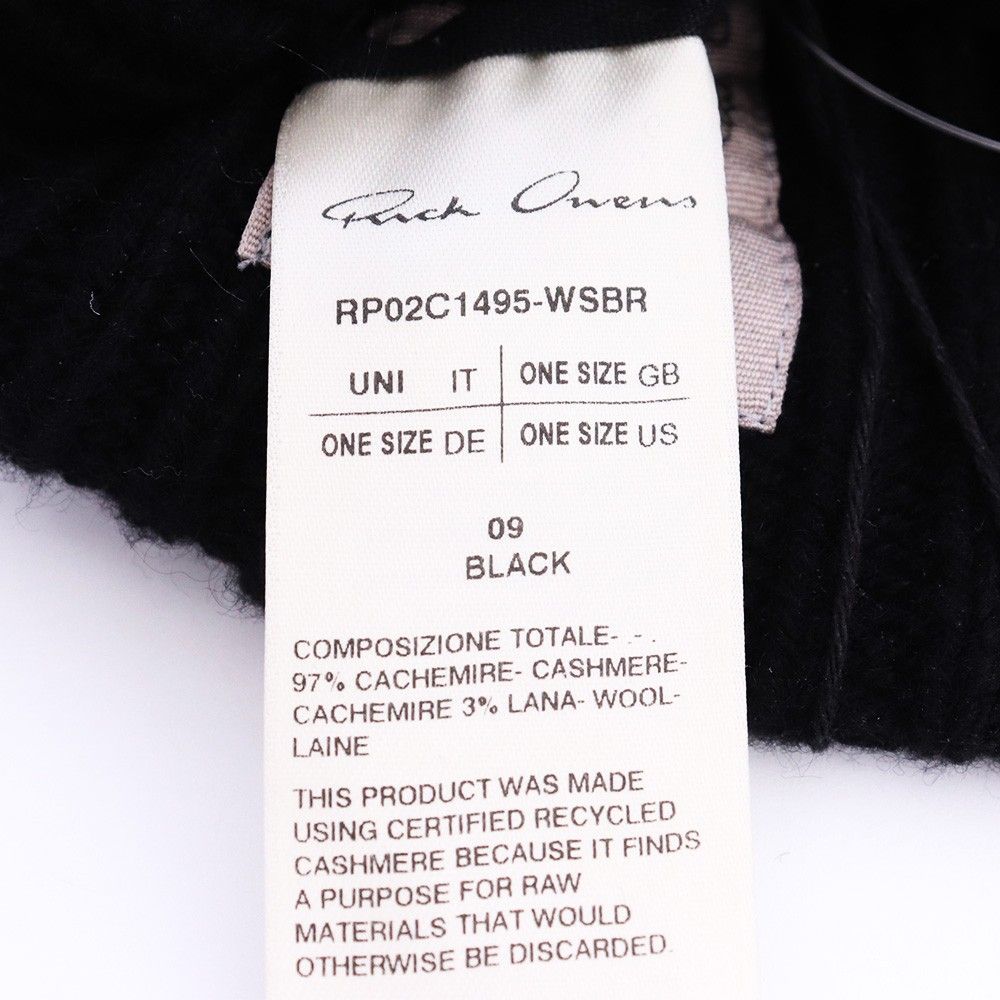 Rick Owens
RP02C1495-WSBR
UNI IT ONE SIZE GB
ONE SIZE DE ONE SIZE US
09
BLACK
COMPOSIZIONE TOTALE- - .
97% CACHEMIRE- CASHMERE-
CACHEMIRE 3% LANA- WOOL-
LAINE
THIS PRODUCT WAS MADE
USING CERTIFIED RECYCLED
CASHMERE BECAUSE IT FINDS
A PURPOSE FOR RAW
MATERIALS THAT WOULD
OTHERWISE BE DISCARDED.